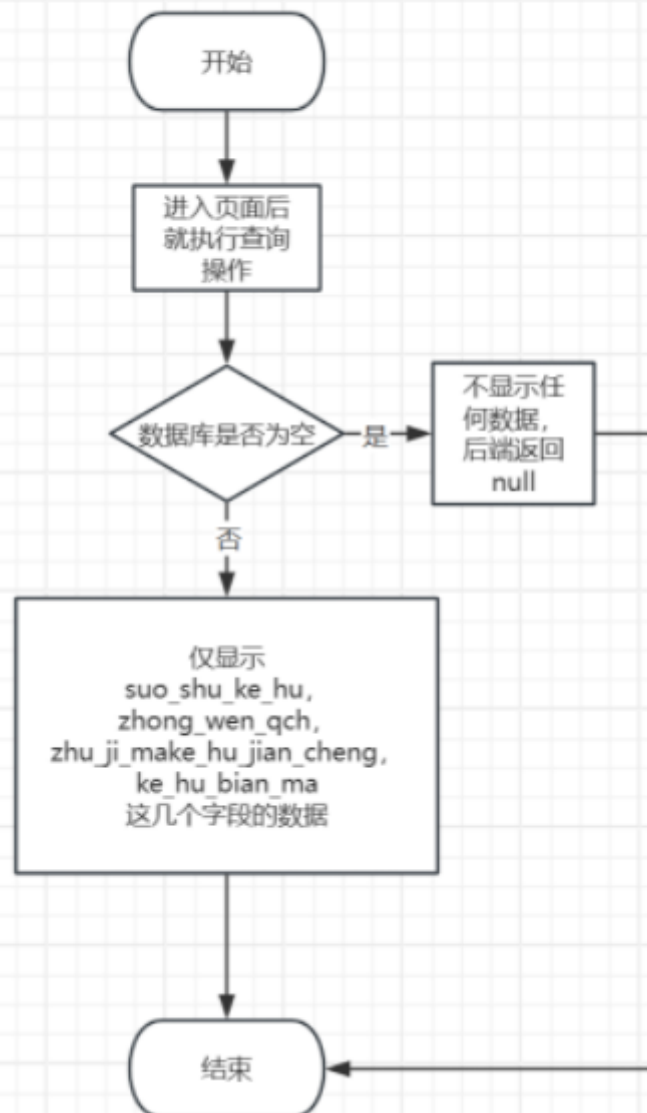 开始
进入页面后
就执行查询
操作
数据库是否为空
是
不显示任
何数据，
后端返回
null
否
仅显示
suo_shu_ke_hu，
zhong_wen_qch，
zhu_ji_make_hu_jian_cheng，
ke_hu_bian_ma
这几个字段的数据
结束